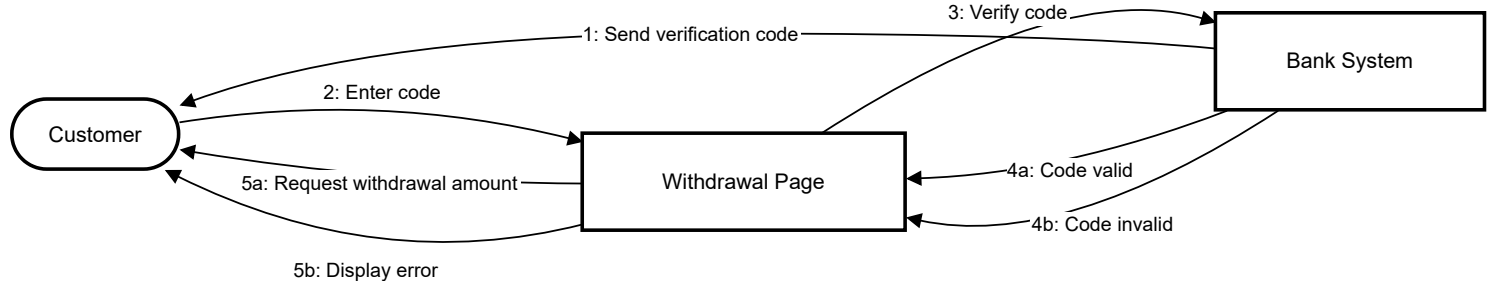 3: Verify code
1: Send verification code
Bank System
2: Enter code
Customer
4a: Code valid
5a: Request withdrawal amount
Withdrawal Page
4b: Code invalid
5b: Display error